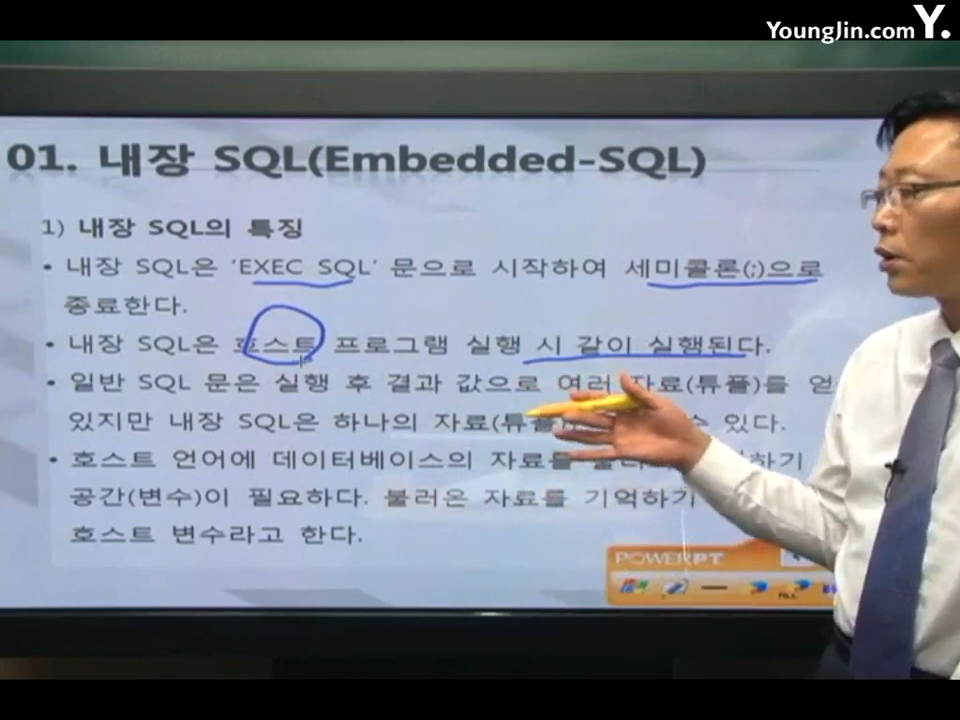 YoungJin.com Y.
01. 내장 SQL(Embedded-SQL)
1) 내장 SQL의 특징
• 내장 SQL은 'EXEC SQL' 문으로 시작하여 세미콜론(;)으로
종료한다.
• 내장 SQL은 호스트 프로그램 실행 시 같이 실행된다.
• 일반 SQL 문은 실행 후 결과 값으로 여러 자료(튜플)를 얻
있지만 내장 SQL은 하나의 자료(튜플) 있다.
• 호스트 언어에 데이터베이스의 자료를 하기
공간(변수)이 필요하다. 불러온 자료를 기억하기
호스트 변수라고 한다.
POWERPT
ALL